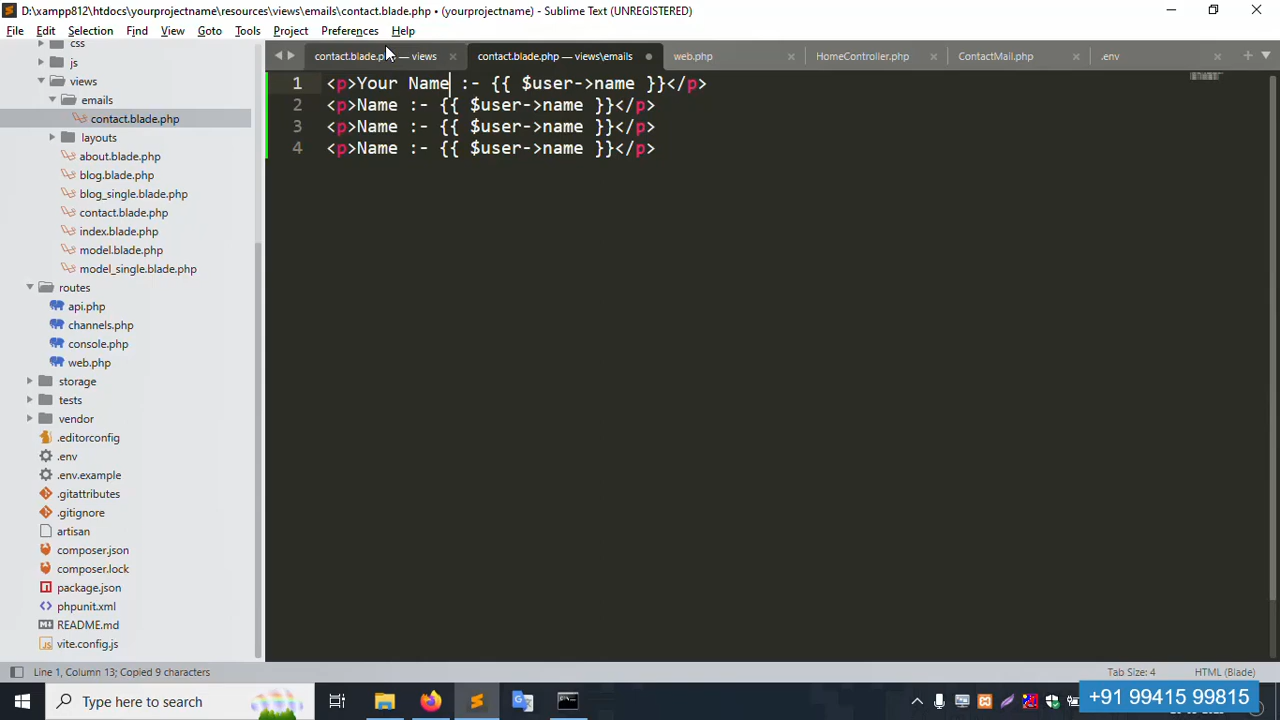 D:\xampp812\htdocs\yourprojectname\resources\views\emails\contact.blade.php • (yourprojectname) - Sublime Text (UNREGISTERED)
File Edit Selection Find View Goto Tools Project Preferences Help
contact.blade.php — views
contact.blade.php — views\emails
web.php
HomeController.php
ContactMail.php
.env
css
js
views
emails
contact.blade.php
layouts
about.blade.php
blog.blade.php
blog_single.blade.php
contact.blade.php
index.blade.php
model.blade.php
model_single.blade.php
routes
api.php
channels.php
console.php
web.php
storage
tests
vendor
.editorconfig
.env
.env.example
.gitattributes
.gitignore
artisan
composer.json
composer.lock
package.json
phpunit.xml
README.md
vite.config.js
1 <p>Your Name :- {{ $user->name }}</p>
2 <p>Name :- {{ $user->name }}</p>
3 <p>Name :- {{ $user->name }}</p>
4 <p>Name :- {{ $user->name }}</p>
Line 1, Column 13; Copied 9 characters
Tab Size: 4
HTML (Blade)
Type here to search
+91 99415 99815